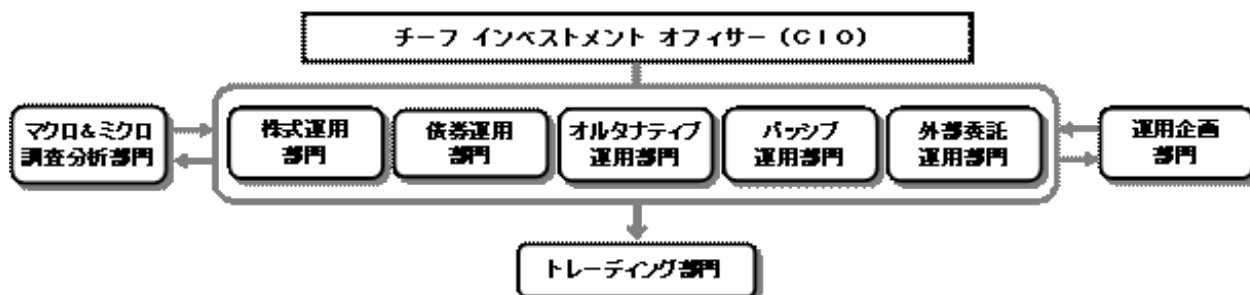 チーフ インベストメント オフィサー(CIO)
マクロ&ミクロ
調査分析部門
株式運用
部門
債券運用
部門
オルタナティブ
運用部門
パッシブ
運用部門
外部委託
運用部門
運用企画
部門
トレーディング部門